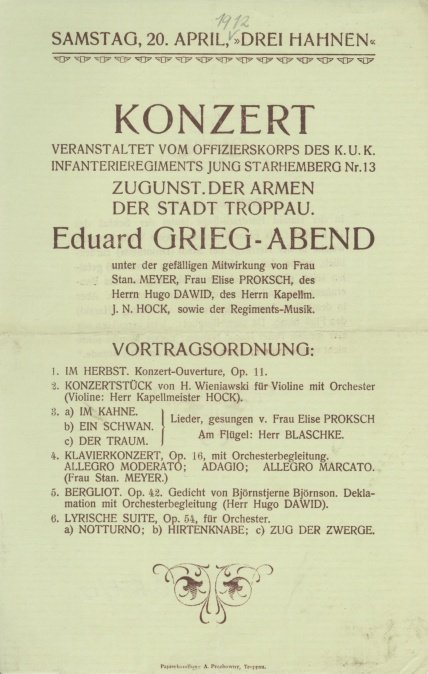 1912
SAMSTAG, 20. APRIL, »DREI HAHNEN«
KONZERT
VERANSTALTET VOM OFFIZIERSKORPS DES K. U. K.
INFANTERIEREGIMENTS JUNG STARHEMBERG Nr. 13
ZUGUNST. DER ARMEN
DER STADT TROPPAU.
Eduard GRIEG-ABEND
unter der gefälligen Mitwirkung von Frau
Stan. MEYER, Frau Elise PROKSCH, des
Herrn Hugo DAWID, des Herrn Kapellm.
J. N. HOCK, sowie der Regiments-Musik.
VORTRAGSORDNUNG:
1. IM HERBST. Konzert-Ouverture, Op. 11.
2. KONZERTSTÜCK von H. Wieniawski für Violine mit Orchester
(Violine: Herr Kapellmeister HOCK).
3. a) IM KAHNE.
b) EIN SCHWAN.
c) DER TRAUM.
Lieder, gesungen v. Frau Elise PROKSCH
Am Flügel: Herr BLASCHKE.
4. KLAVIERKONZERT, Op. 16, mit Orchesterbegleitung.
ALLEGRO MODERATO; ADAGIO; ALLEGRO MARCATO.
(Frau Stan. MEYER.)
5. BERGLIOT. Op. 42. Gedicht von Björnstjerne Björnson. Dekla-
mation mit Orchesterbegleitung (Herr Hugo DAWID).
6. LYRISCHE SUITE, Op. 54, für Orchester.
a) NOTTURNO; b) HIRTENKNABE; c) ZUG DER ZWERGE.
A. Troppau.